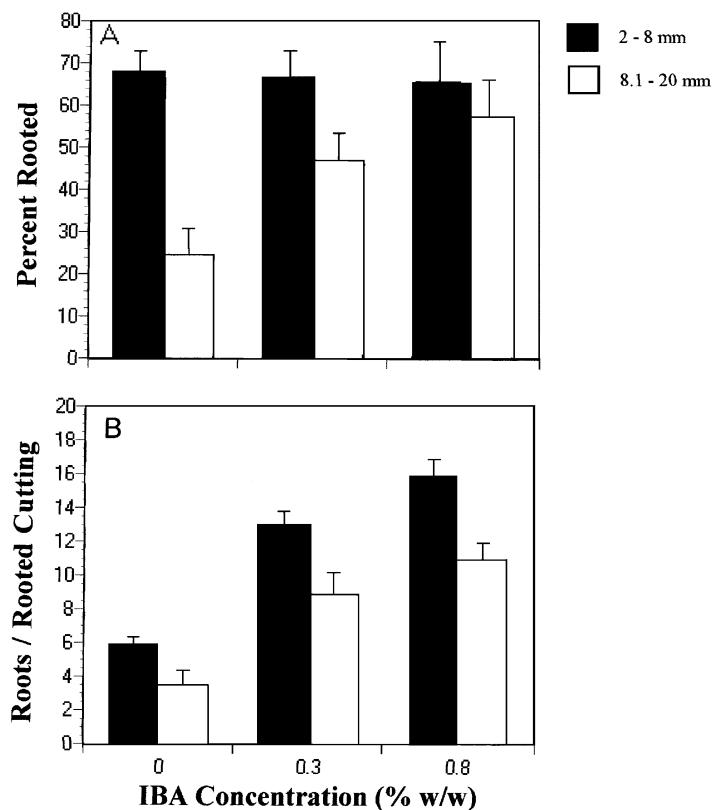 A
80
70
60
50
40
30
20
10
0
Percent Rooted
2 - 8 mm
8.1 - 20 mm
B
20
18
16
14
12
10
8
6
4
2
0
Roots / Rooted Cutting
0 0.3 0.8
IBA Concentration (% w/w)